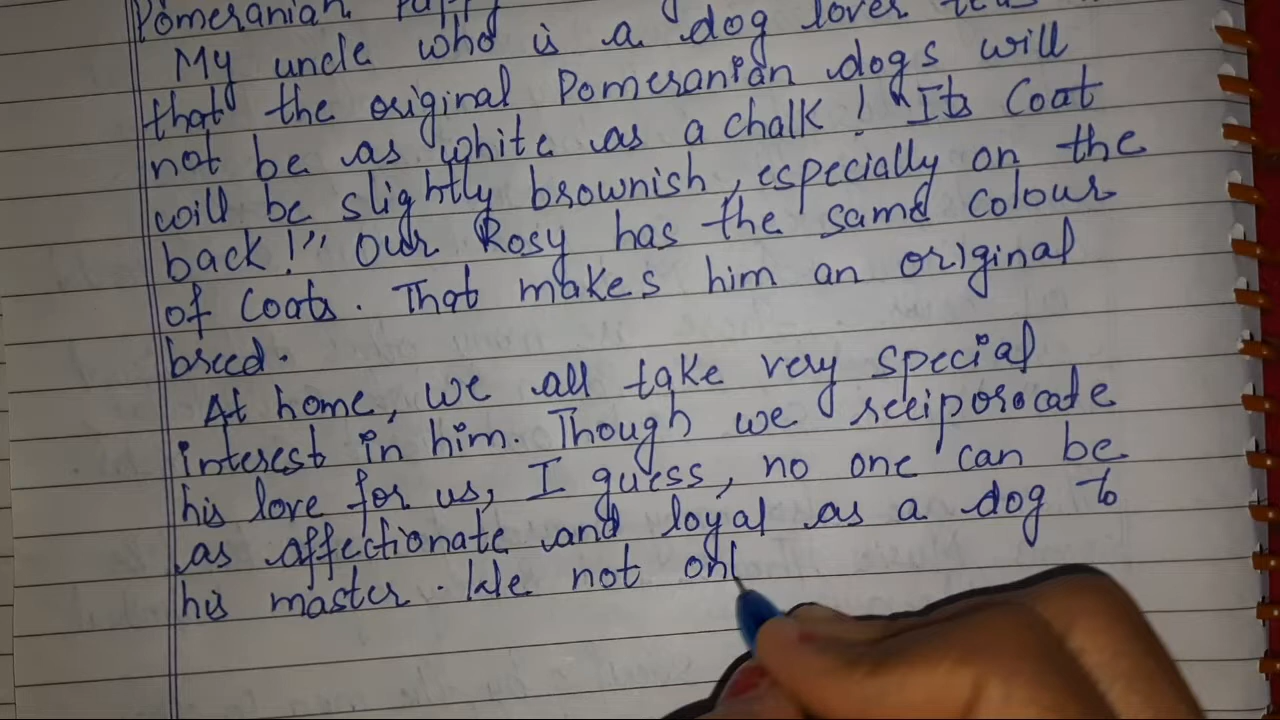 Pomeranian
My uncle who is a dog lover
that the original Pomeranian dogs will
not be as white as a chalk! "Its Coat
will be slightly brownish, especially on the
back!" Our Rosy has the same colour
of Coats. That makes him an original
breed.
At home, we all take very special
interest in him. Though we reciporocate
his love for us, I guess, no one can be
as affectionate and loyal as a dog to
his master. We not onl